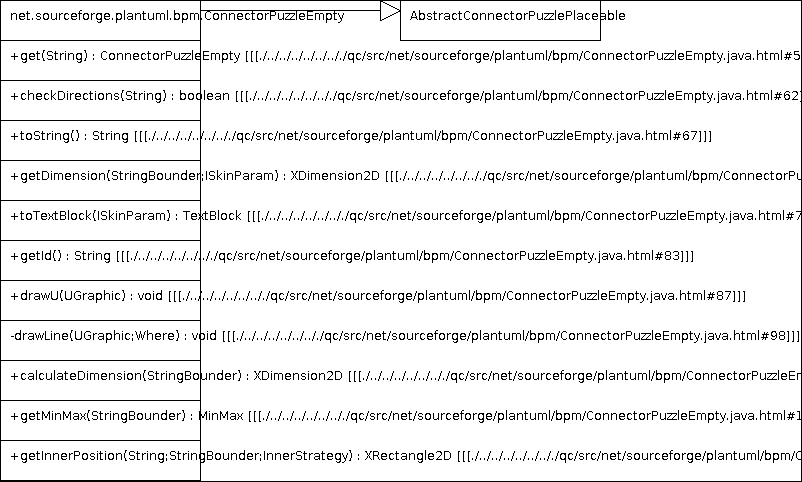 net.sourceforge.plantuml.bpm.ConnectorPuzzleEmpty
AbstractConnectorPuzzlePlaceable
+get(String) : ConnectorPuzzleEmpty [[[./../../../../../../qc/src/net/sourceforge/plantuml/bpm/ConnectorPuzzleEmpty.java.html#5
+checkDirections(String) : boolean [[[./../../../../../../qc/src/net/sourceforge/plantuml/bpm/ConnectorPuzzleEmpty.java.html#62]
+toString() : String [[[./../../../../../../qc/src/net/sourceforge/plantuml/bpm/ConnectorPuzzleEmpty.java.html#67]]]
+getDimension(StringBounder;ISkinParam) : XDimension2D [[[./../../../../../../qc/src/net/sourceforge/plantuml/bpm/ConnectorPu
+toTextBlock(ISkinParam) : TextBlock [[[./../../../../../../qc/src/net/sourceforge/plantuml/bpm/ConnectorPuzzleEmpty.java.html#7
+getId() : String [[[./../../../../../../qc/src/net/sourceforge/plantuml/bpm/ConnectorPuzzleEmpty.java.html#83]]]
+drawU(UGraphic) : void [[[./../../../../../../qc/src/net/sourceforge/plantuml/bpm/ConnectorPuzzleEmpty.java.html#87]]]
-drawLine(UGraphic;Where) : void [[[./../../../../../../qc/src/net/sourceforge/plantuml/bpm/ConnectorPuzzleEmpty.java.html#98]]]
+calculateDimension(StringBounder) : XDimension2D [[[./../../../../../../qc/src/net/sourceforge/plantuml/bpm/ConnectorPuzzleEm
+getMinMax(StringBounder) : MinMax [[[./../../../../../../qc/src/net/sourceforge/plantuml/bpm/ConnectorPuzzleEmpty.java.html#1
+getInnerPosition(String;StringBounder;InnerStrategy) : XRectangle2D [[[./../../../../../../qc/src/net/sourceforge/plantuml/bpm/C